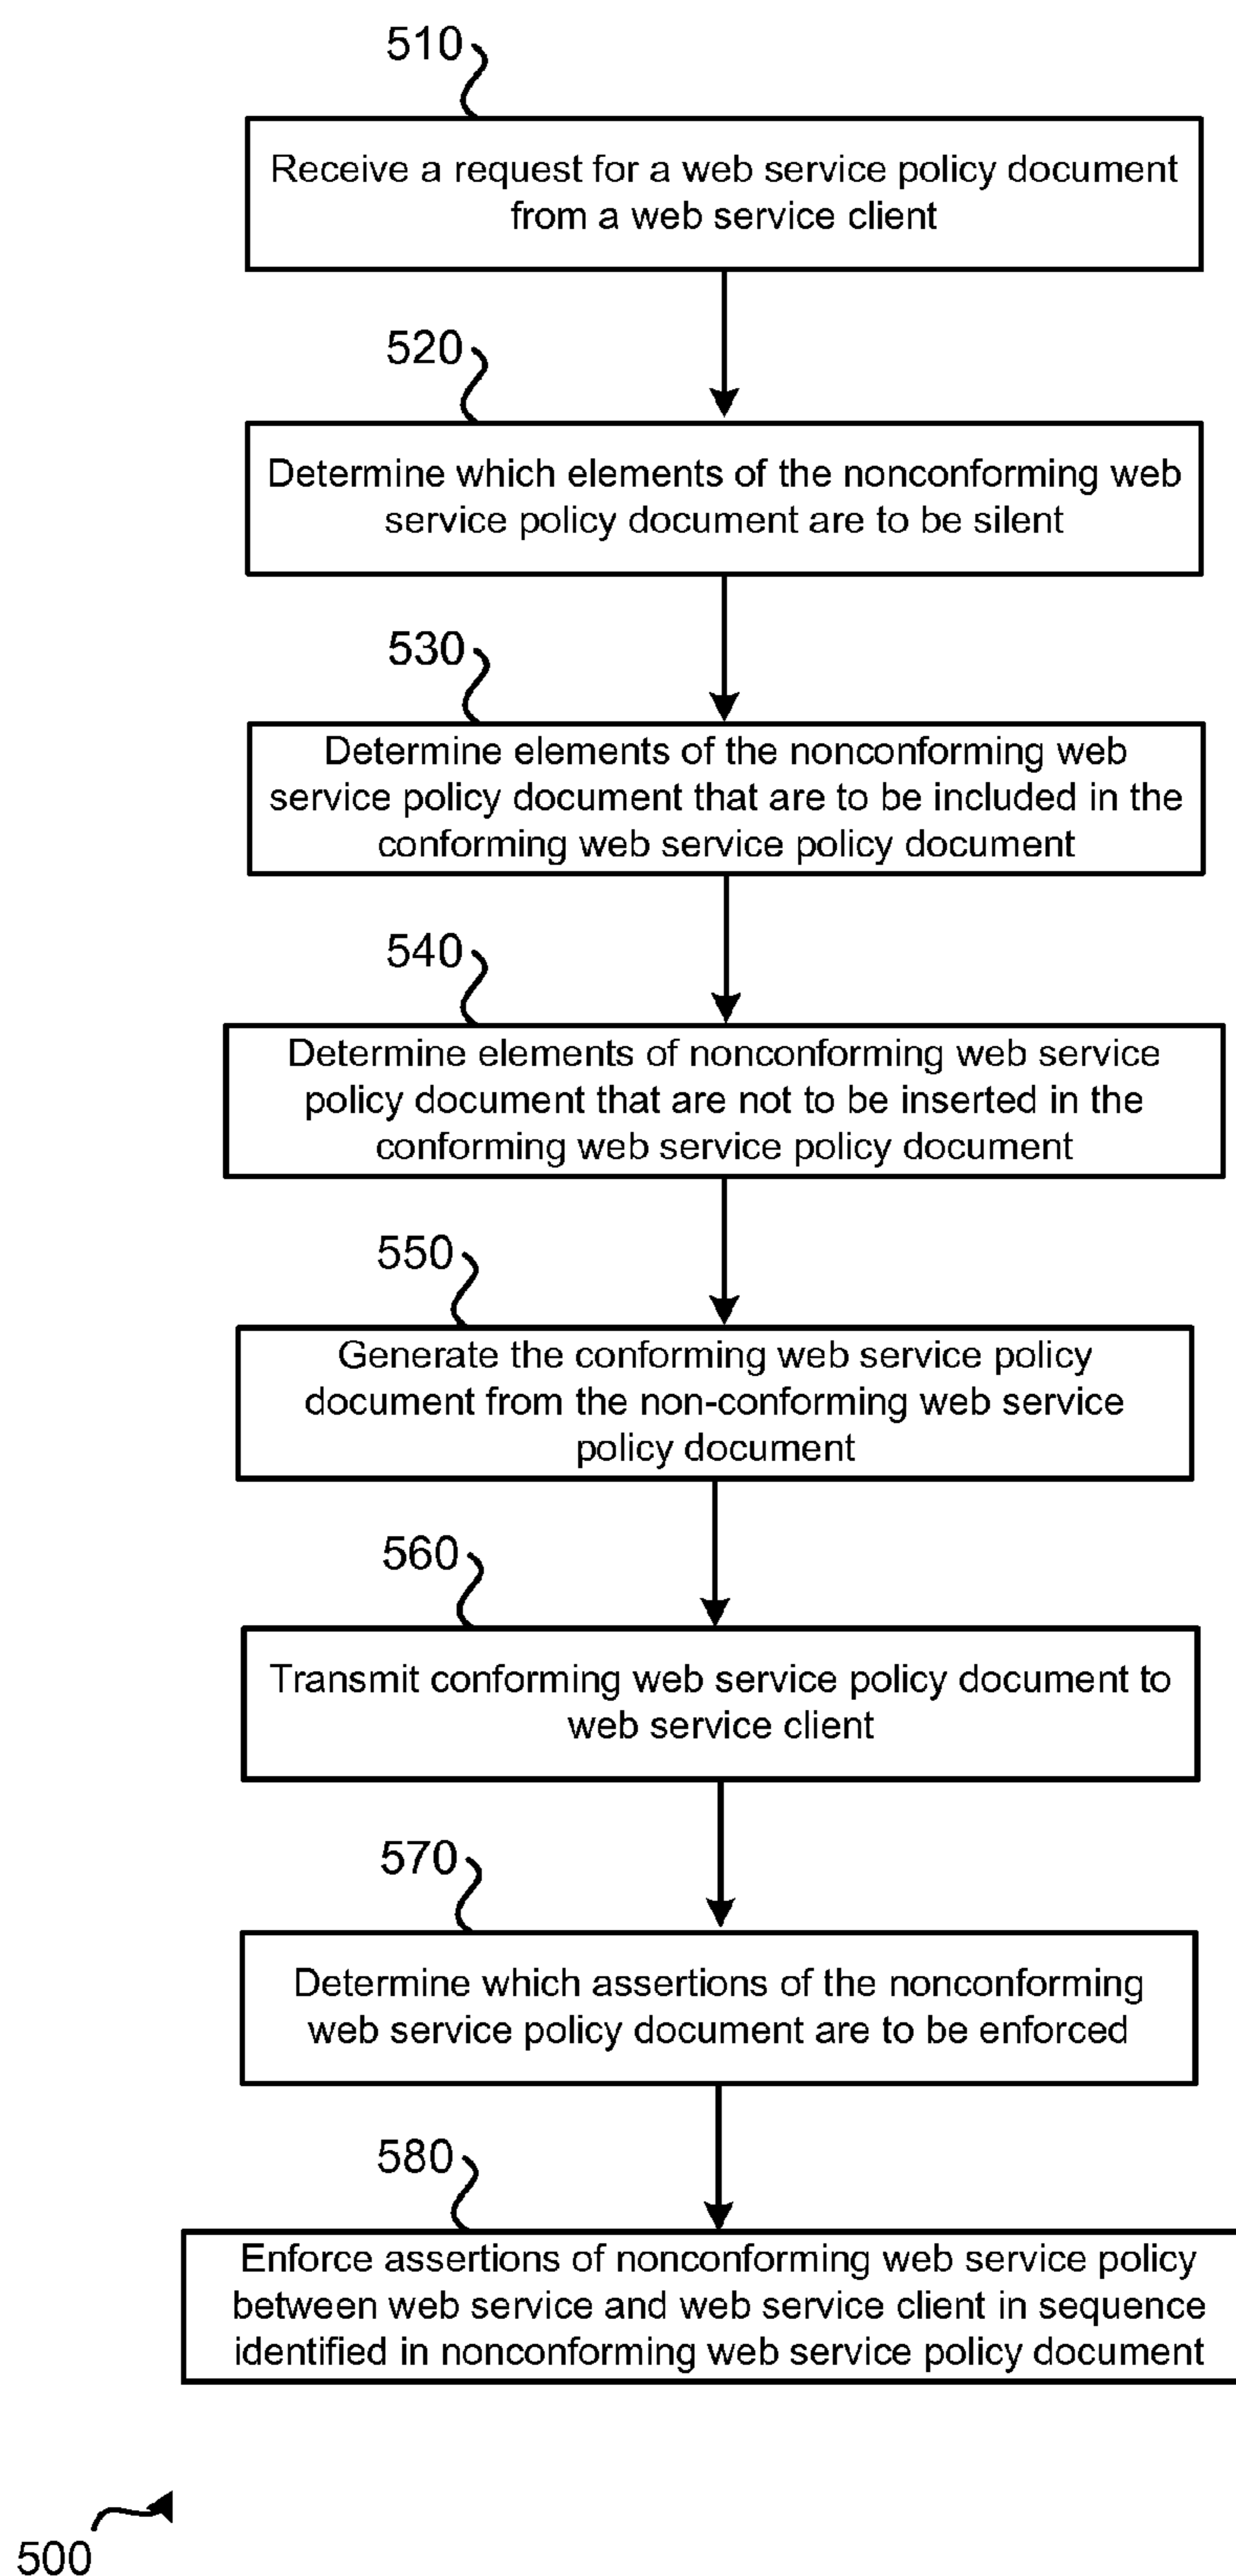 510
Receive a request for a web service policy document
from a web service client
520
Determine which elements of the nonconforming web
service policy document are to be silent
530
Determine elements of the nonconforming web
service policy document that are to be included in the
conforming web service policy document
540
Determine elements of nonconforming web service
policy document that are not to be inserted in the
conforming web service policy document
550
Generate the conforming web service policy
document from the non-conforming web service
policy document
560
Transmit conforming web service policy document to
web service client
570
Determine which assertions of the nonconforming
web service policy document are to be enforced
580
Enforce assertions of nonconforming web service policy
between web service and web service client in sequence
identified in nonconforming web service policy document
500